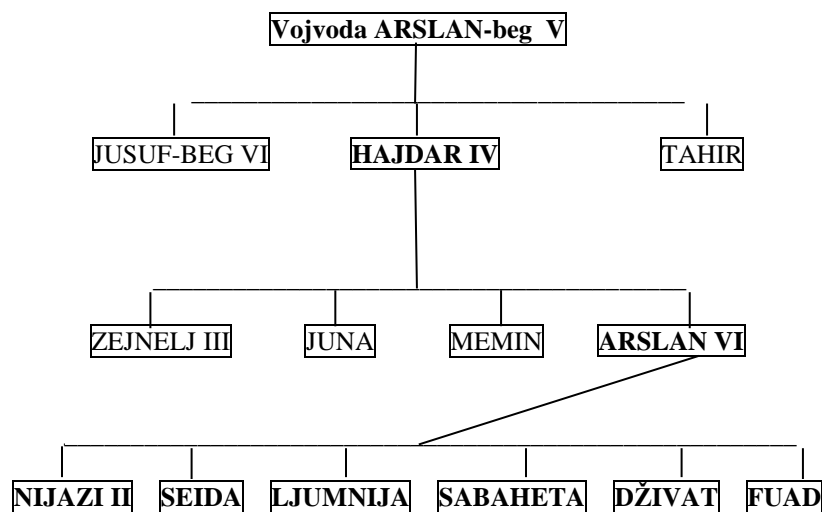 Vojvoda ARSLAN-beg V
JUSUF-BEG VI HAJDAR IV TAHIR
ZEJNELJ III JUNA MEMIN ARSLAN VI
NIJAZI II SEIDA LJUMNIJA SABAHETA DŽIVAT FUAD